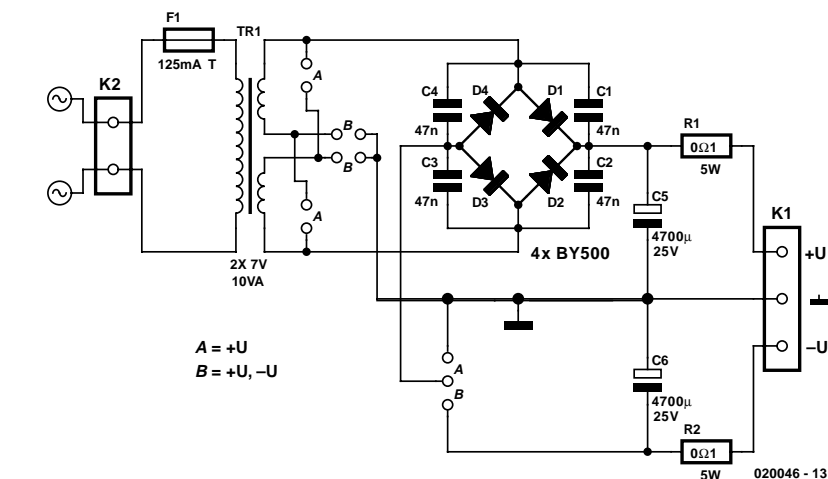 F1
125mA T
TR1
K2
A
B
B
A
2X 7V
10VA
C4
D4
D1
C1
47n
47n
C3
C2
47n
D3
D2
47n
4x BY500
R1
0Ω1
5W
C5
4700µ
25V
K1
+U
–U
A = +U
B = +U, –U
A
B
C6
4700µ
25V
R2
0Ω1
5W
020046 - 13